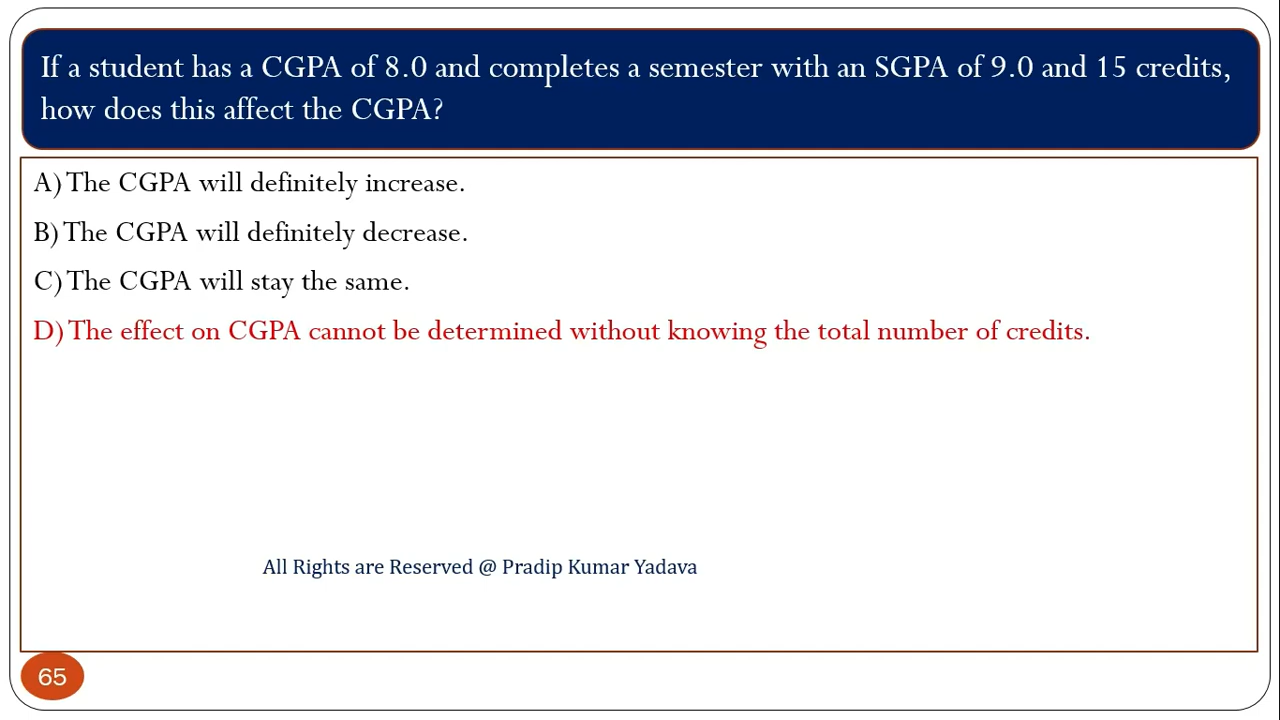 If a student has a CGPA of 8.0 and completes a semester with an SGPA of 9.0 and 15 credits,
how does this affect the CGPA?
A) The CGPA will definitely increase.
B) The CGPA will definitely decrease.
C) The CGPA will stay the same.
D) The effect on CGPA cannot be determined without knowing the total number of credits.
All Rights are Reserved @ Pradip Kumar Yadava
65